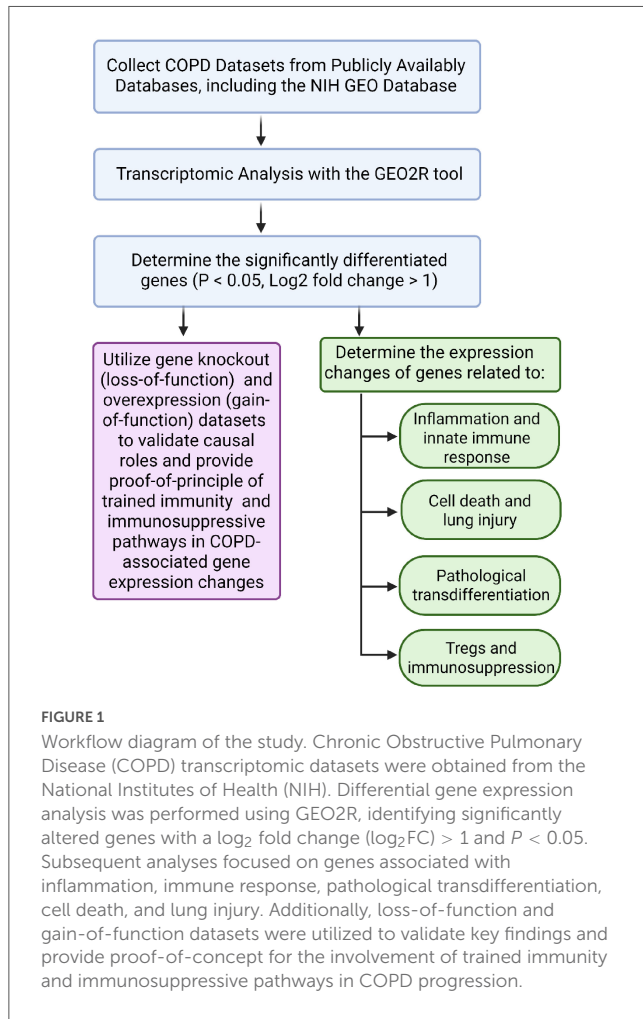 Collect COPD Datasets from Publicly Availably
Databases, including the NIH GEO Database
Transcriptomic Analysis with the GEO2R tool
Determine the significantly differentiated
genes (P < 0.05, Log2 fold change > 1)
Utilize gene knockout
(loss-of-function) and
overexpression (gain-
of-function) datasets
to validate causal
roles and provide
proof-of-principle of
trained immunity and
immunosuppressive
pathways in COPD-
associated gene
expression changes
Determine the expression
changes of genes related to:
Inflammation and
innate immune
response
Cell death and
lung injury
Pathological
transdifferentiation
Tregs and
immunosuppression
FIGURE 1
Workflow diagram of the study. Chronic Obstructive Pulmonary
Disease (COPD) transcriptomic datasets were obtained from the
National Institutes of Health (NIH). Differential gene expression
analysis was performed using GEO2R, identifying significantly
altered genes with a log₂ fold change (log₂FC) > 1 and P < 0.05.
Subsequent analyses focused on genes associated with
inflammation, immune response, pathological transdifferentiation,
cell death, and lung injury. Additionally, loss-of-function and
gain-of-function datasets were utilized to validate key findings and
provide proof-of-concept for the involvement of trained immunity
and immunosuppressive pathways in COPD progression.